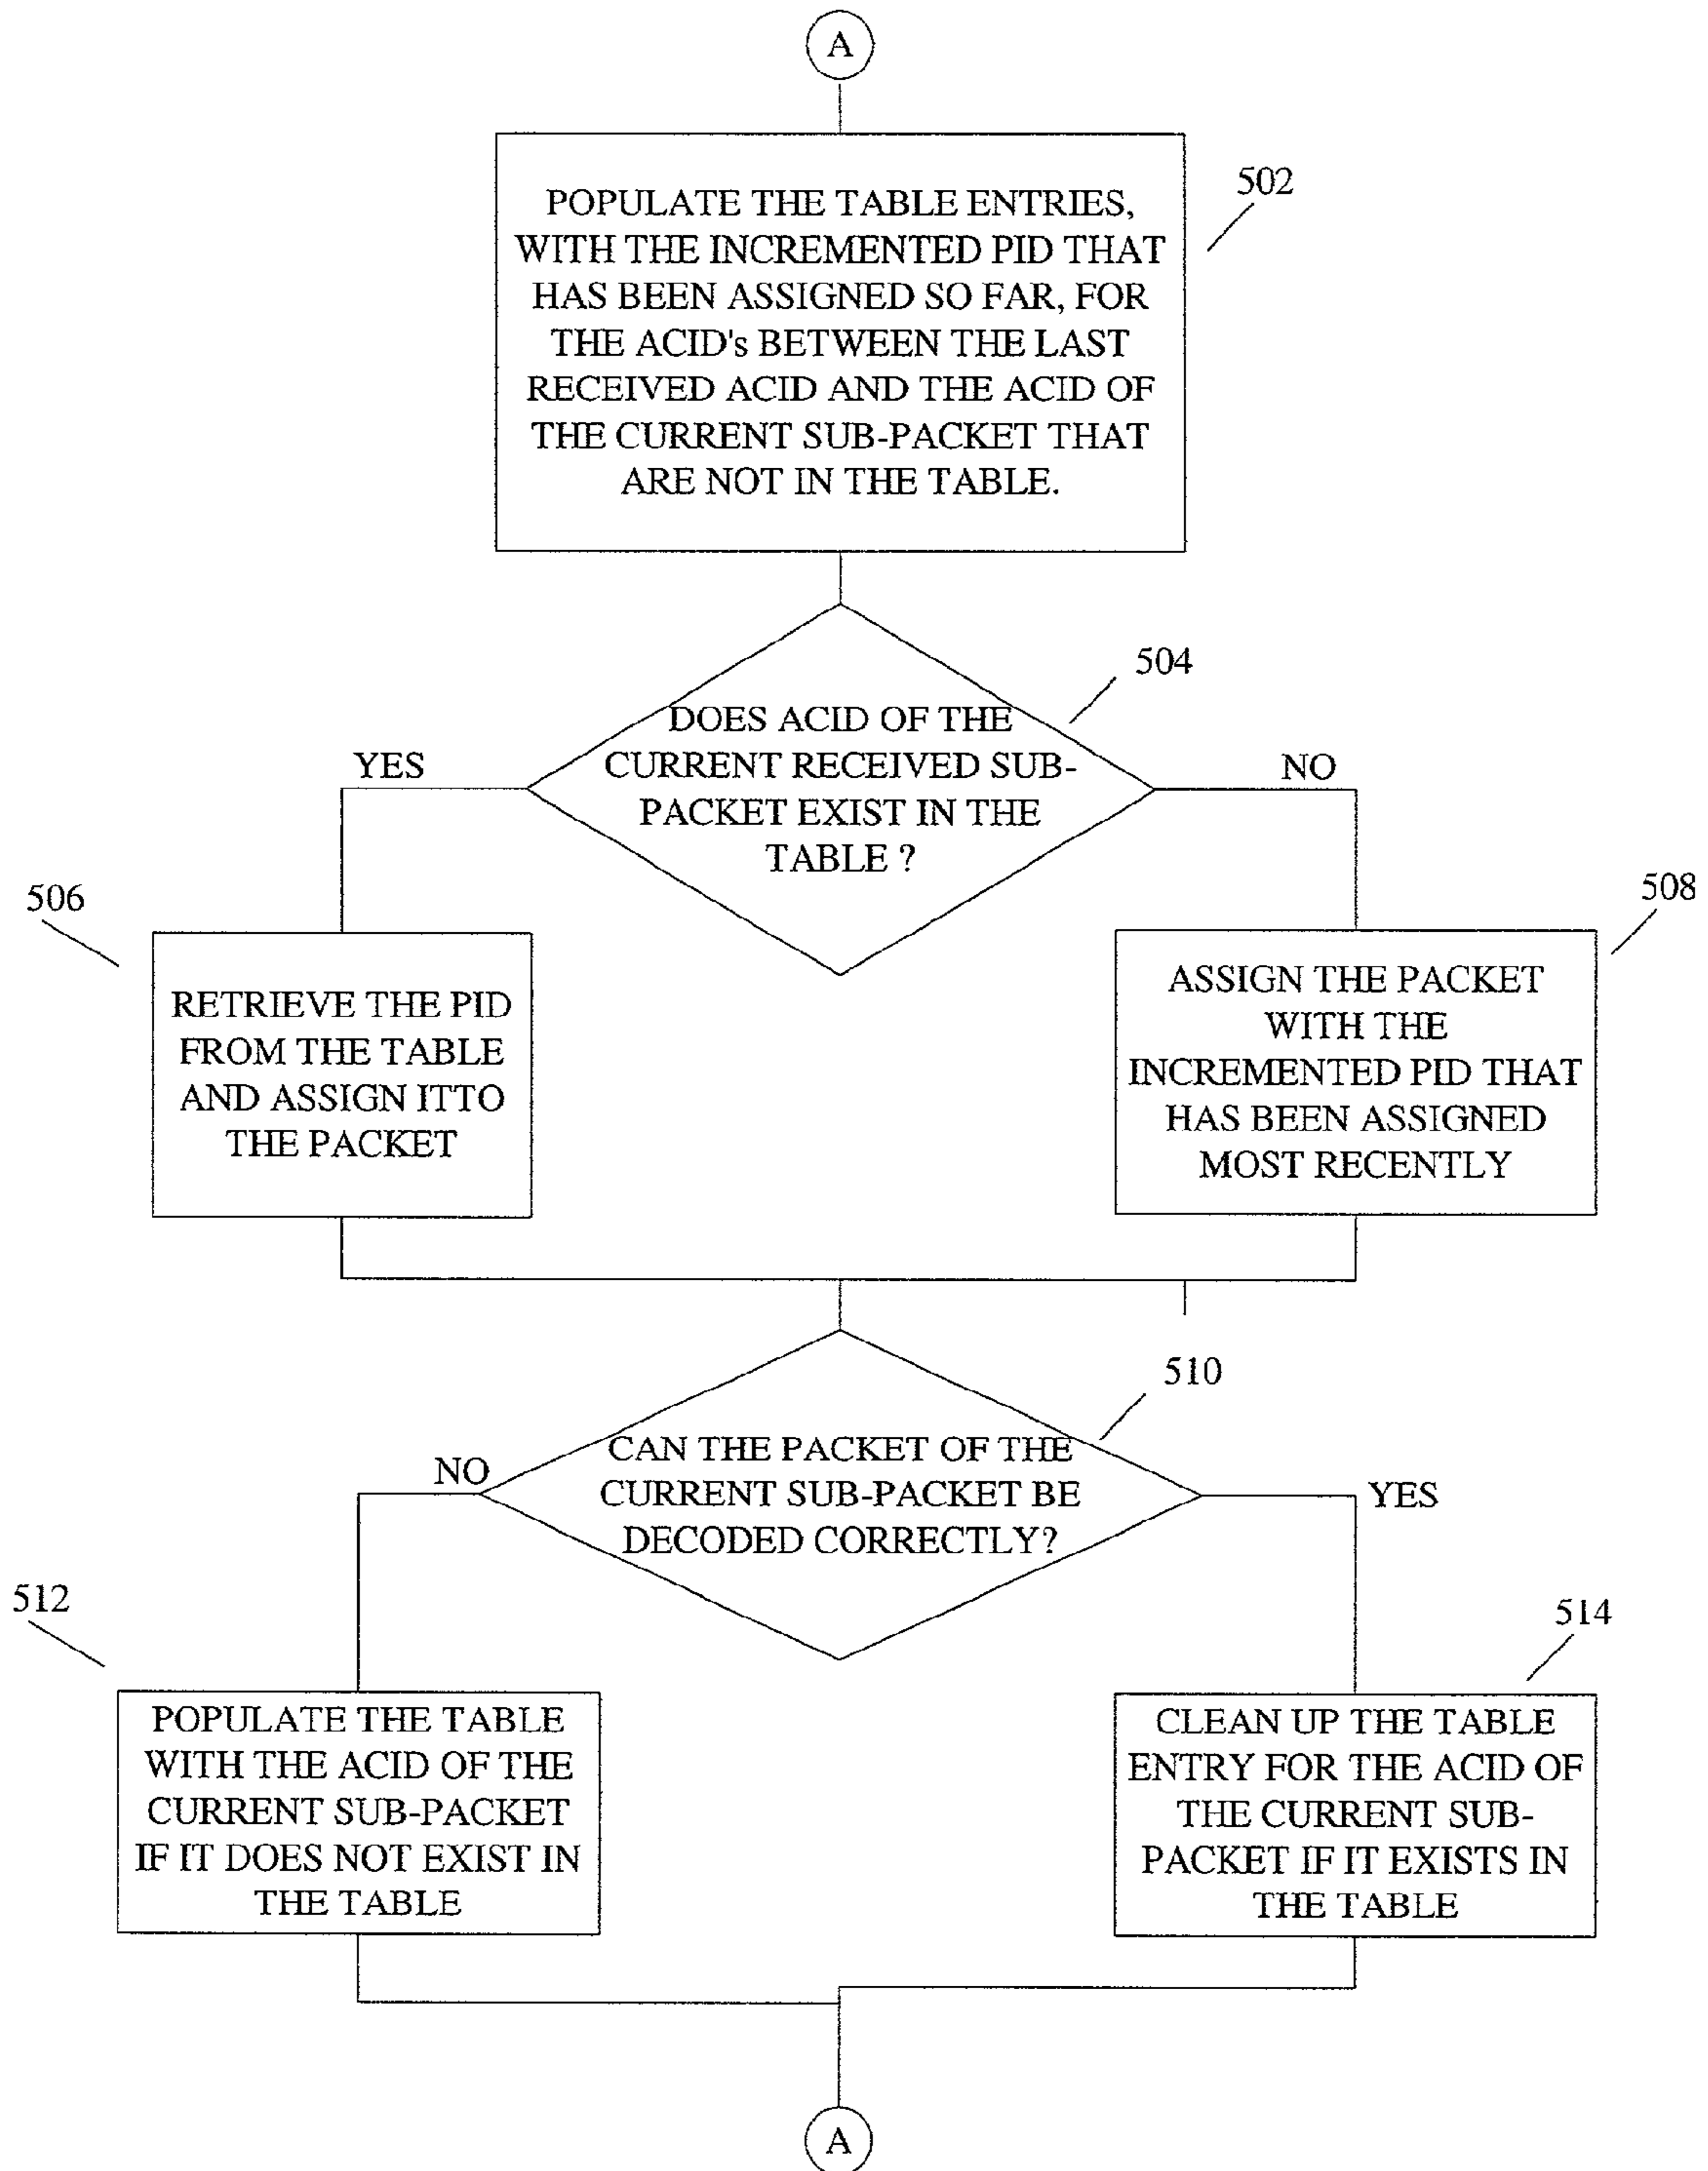 A
502
POPULATE THE TABLE ENTRIES,
WITH THE INCREMENTED PID THAT
HAS BEEN ASSIGNED SO FAR, FOR
THE ACID's BETWEEN THE LAST
RECEIVED ACID AND THE ACID OF
THE CURRENT SUB-PACKET THAT
ARE NOT IN THE TABLE.
504
DOES ACID OF THE
CURRENT RECEIVED SUB-
PACKET EXIST IN THE
TABLE ?
YES
NO
506
RETRIEVE THE PID
FROM THE TABLE
AND ASSIGN ITTO
THE PACKET
508
ASSIGN THE PACKET
WITH THE
INCREMENTED PID THAT
HAS BEEN ASSIGNED
MOST RECENTLY
510
CAN THE PACKET OF THE
CURRENT SUB-PACKET BE
DECODED CORRECTLY?
NO
YES
512
POPULATE THE TABLE
WITH THE ACID OF THE
CURRENT SUB-PACKET
IF IT DOES NOT EXIST IN
THE TABLE
514
CLEAN UP THE TABLE
ENTRY FOR THE ACID OF
THE CURRENT SUB-
PACKET IF IT EXISTS IN
THE TABLE
A